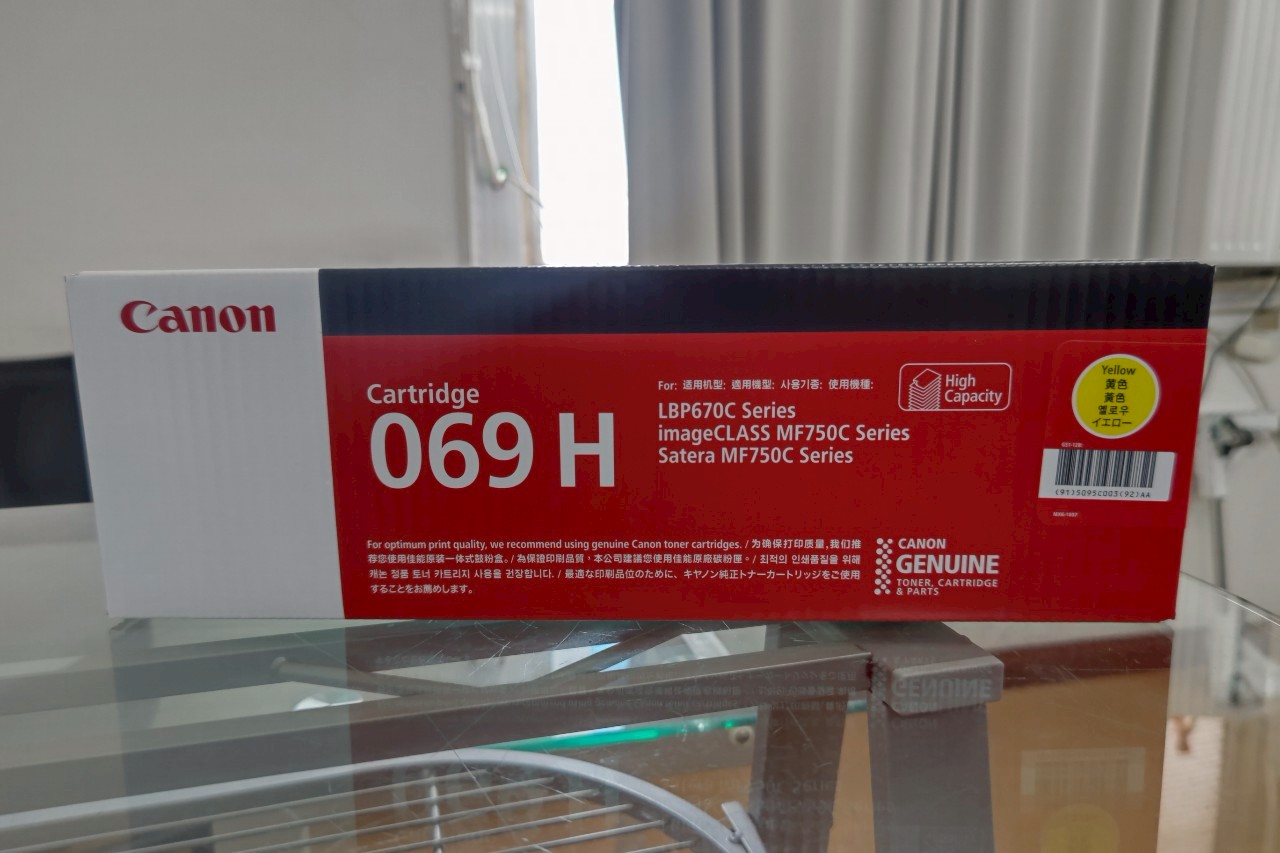 Canon
Cartridge
069 H
For: 适用机型: 適用機型: 사용기종: 使用機種:
LBP670C Series
imageCLASS MF750C Series
Satera MF750C Series
High
Capacity
Yellow
黄色
黃色
옐로우
イエロー
(91)5095C003(92)AA
For optimum print quality, we recommend using genuine Canon toner cartridges. / 为确保打印质量,我们推
荐您使用佳能原装一体式鼓粉盒。/ 為保證印刷品質,本公司建議您使用佳能原廠碳粉匣。/ 최적의 인쇄품질을 위해
캐논 정품 토너 카트리지 사용을 권장합니다. / 最適な印刷品位のために、キヤノン純正トナーカートリッジをご使用
することをお薦めします。
CANON
GENUINE
TONER, CARTRIDGE
& PARTS